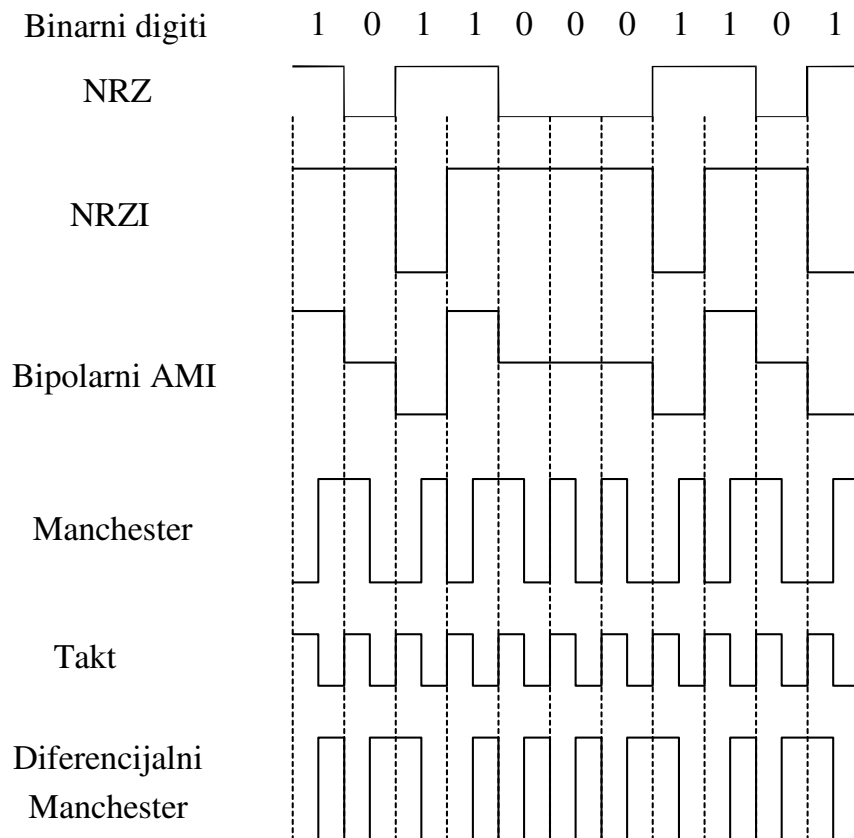 Binarni digiti 1 0 1 1 0 0 0 1 1 0 1
NRZ
NRZI
Bipolarni AMI
Manchester
Takt
Diferencijalni
Manchester